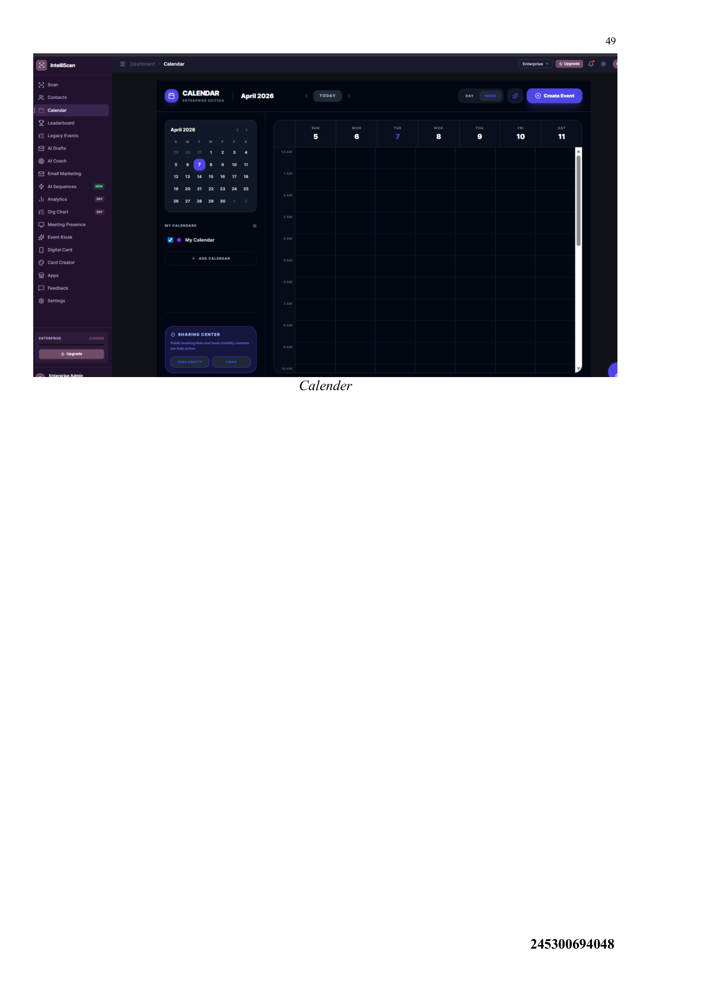 49
IntelliScan
Dashboard > Calendar
Enterprise
Upgrade
Scan
Contacts
Calendar
Leaderboard
Legacy Events
AI Drafts
AI Coach
Email Marketing
AI Sequences NEW
Analytics ENT
Org Chart ENT
Meeting Presence
Event Kiosk
Digital Card
Card Creator
Apps
Feedback
Settings
ENTERPRISE 0/99999
Upgrade
Enterprise Admin
CALENDAR
ENTERPRISE EDITION
April 2026
TODAY
DAY WEEK
Create Event
April 2026
S M T W T F S
29 30 31 1 2 3 4
5 6 7 8 9 10 11
12 13 14 15 16 17 18
19 20 21 22 23 24 25
26 27 28 29 30 1 2
MY CALENDARS
My Calendar
+ ADD CALENDAR
SHARING CENTER
Public booking links and team visibility controls
are fully active.
AVAILABILITY LINKS
SUN MON TUE WED THU FRI SAT
5 6 7 8 9 10 11
12 AM
1 AM
2 AM
3 AM
4 AM
5 AM
6 AM
7 AM
8 AM
9 AM
10 AM
Calender
245300694048